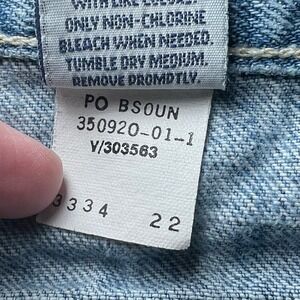 WITH LIKE COLORS.
ONLY NON-CHLORINE
BLEACH WHEN NEEDED.
TUMBLE DRY MEDIUM.
REMOVE PROMPTLY.
PO BSOUN
350920-01-1
V/303563
3334 22